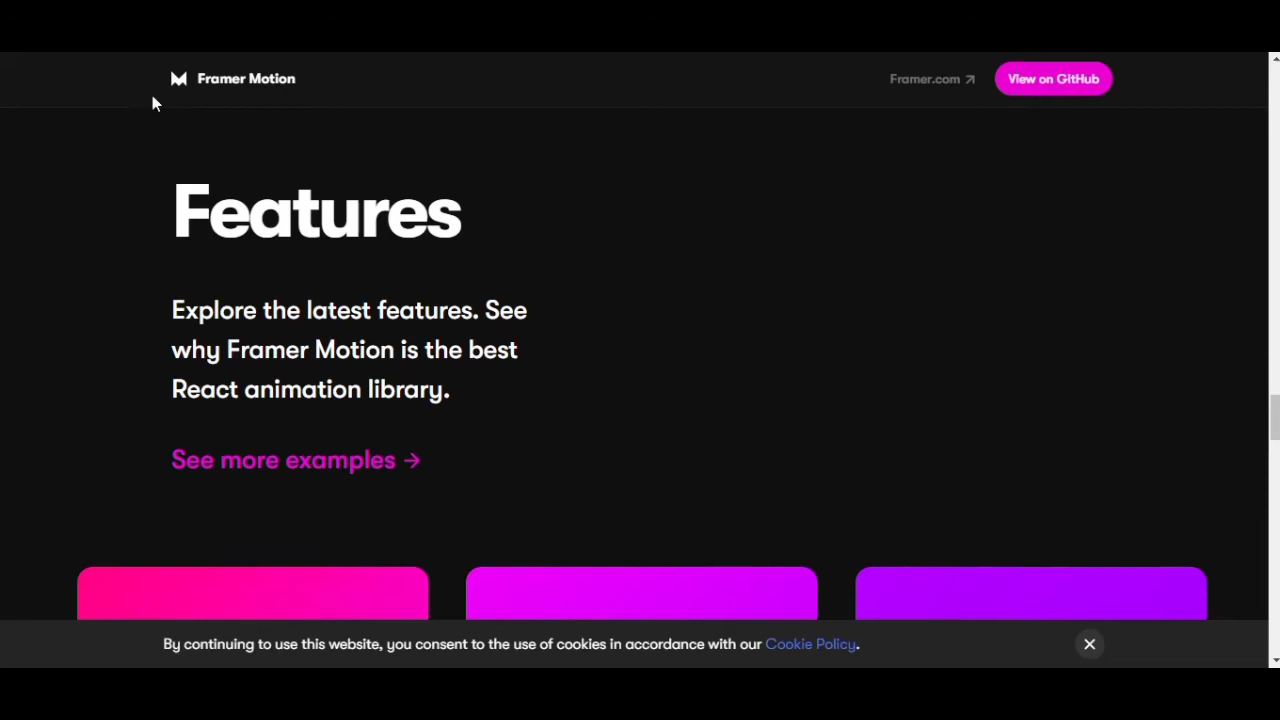 Framer Motion
Framer.com ↗
View on GitHub
Features
Explore the latest features. See
why Framer Motion is the best
React animation library.
See more examples →
By continuing to use this website, you consent to the use of cookies in accordance with our Cookie Policy.